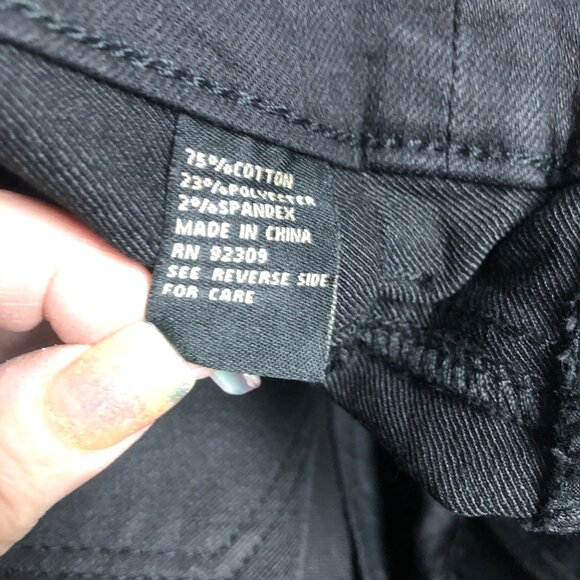 75%COTTON
23%POLYESTER
2%SPANDEX
MADE IN CHINA
RN 92309
SEE REVERSE SIDE
FOR CARE